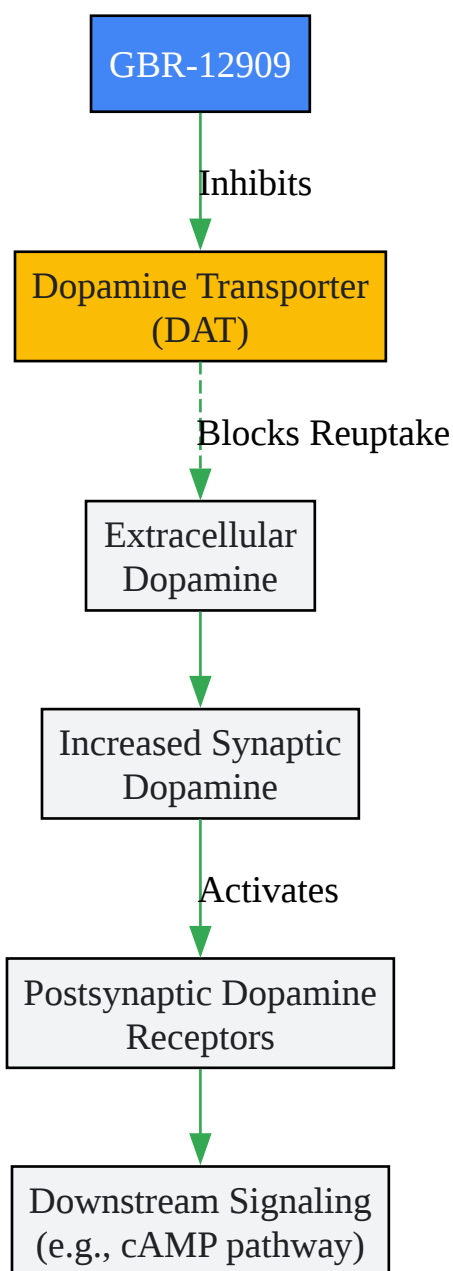 GBR-12909
Inhibits
Dopamine Transporter
(DAT)
Blocks Reuptake
Extracellular
Dopamine
Increased Synaptic
Dopamine
Activates
Postsynaptic Dopamine
Receptors
Downstream Signaling
(e.g., cAMP pathway)